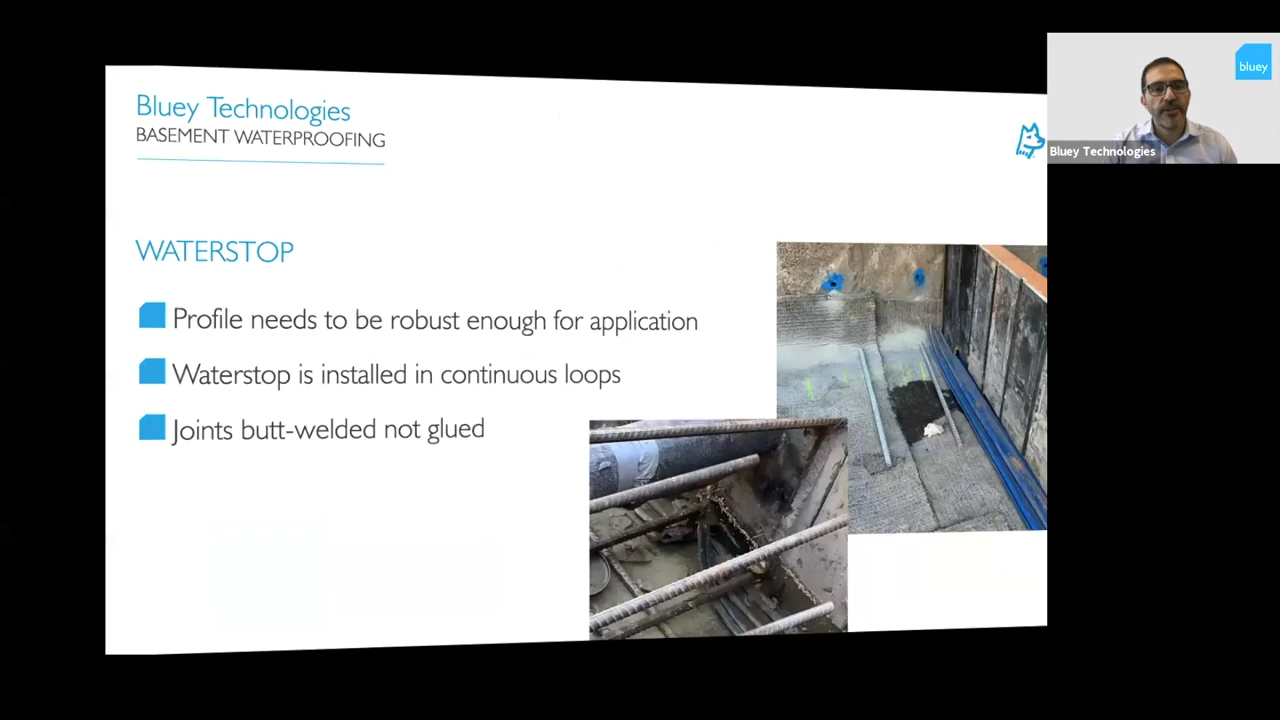 Bluey Technologies
BASEMENT WATERPROOFING
WATERSTOP
Profile needs to be robust enough for application
Waterstop is installed in continuous loops
Joints butt-welded not glued
bluey
Bluey Technologies